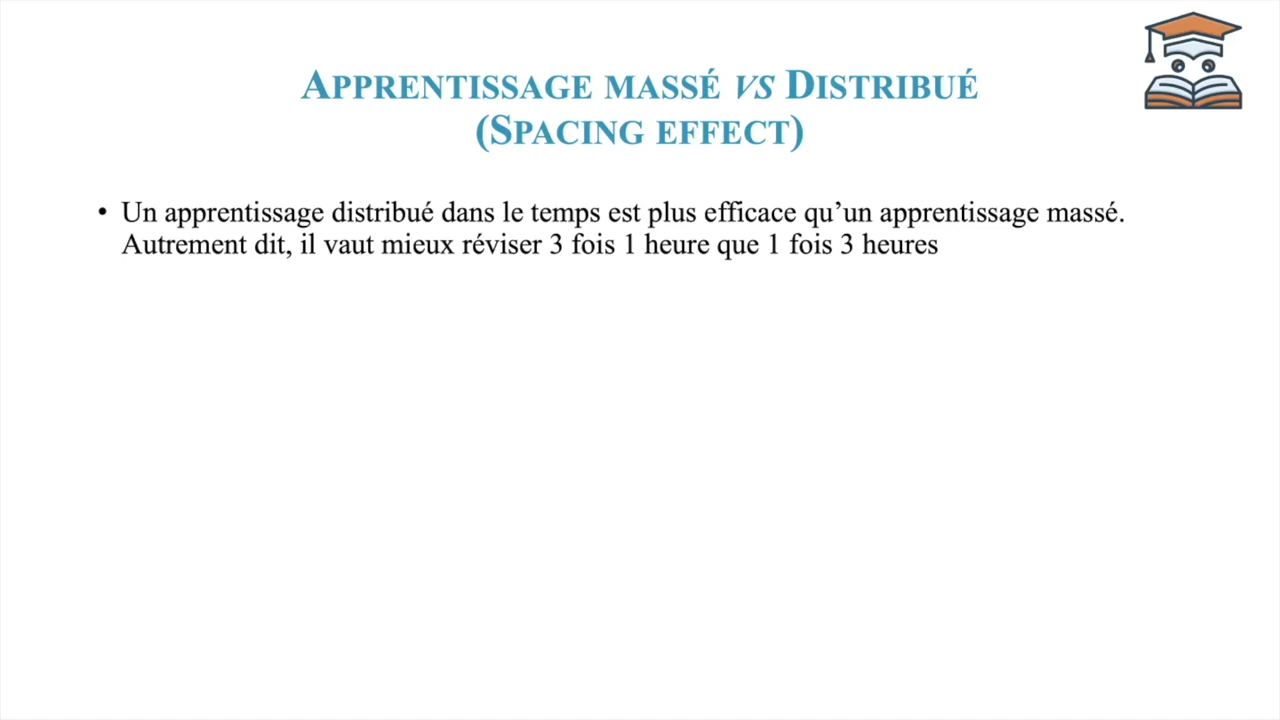 APPRENTISSAGE MASSÉ VS DISTRIBUÉ
(SPACING EFFECT)
• Un apprentissage distribué dans le temps est plus efficace qu’un apprentissage massé.
Autrement dit, il vaut mieux réviser 3 fois 1 heure que 1 fois 3 heures